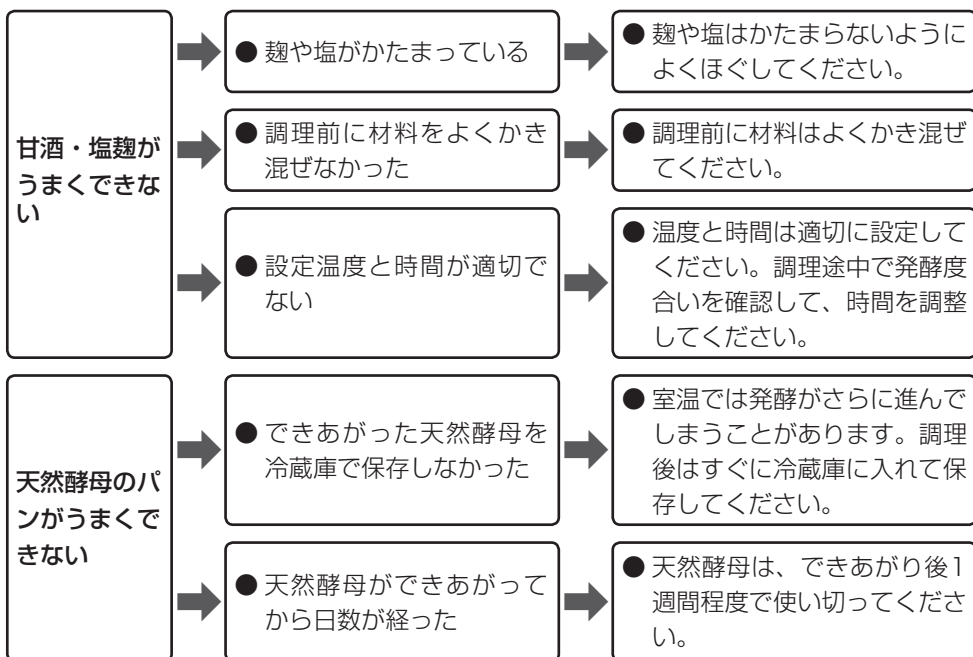 甘酒・塩麹が
うまくできな
い
● 麹や塩がかたまっている
● 麹や塩はかたまらないように
よくほぐしてください。
● 調理前に材料をよくかき
混ぜなかった
● 調理前に材料はよくかき混ぜ
てください。
● 設定温度と時間が適切で
ない
● 温度と時間は適切に設定して
ください。調理途中で発酵度
合いを確認して、時間を調整
してください。
天然酵母のパ
ンがうまくで
きない
● できあがった天然酵母を
冷蔵庫で保存しなかった
● 室温では発酵がさらに進んで
しまうことがあります。調理
後はすぐに冷蔵庫に入れて保
存してください。
● 天然酵母ができあがって
から日数が経った
● 天然酵母は、できあがり後1
週間程度で使い切ってくださ
い。